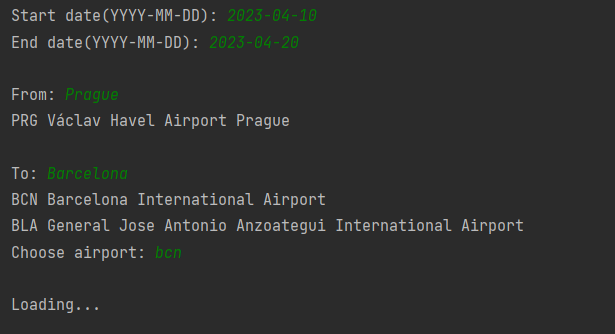 Start date(YYYY-MM-DD): 2023-04-10
End date(YYYY-MM-DD): 2023-04-20
From: Prague
PRG Václav Havel Airport Prague
To: Barcelona
BCN Barcelona International Airport
BLA General Jose Antonio Anzoategui International Airport
Choose airport: bcn
Loading...